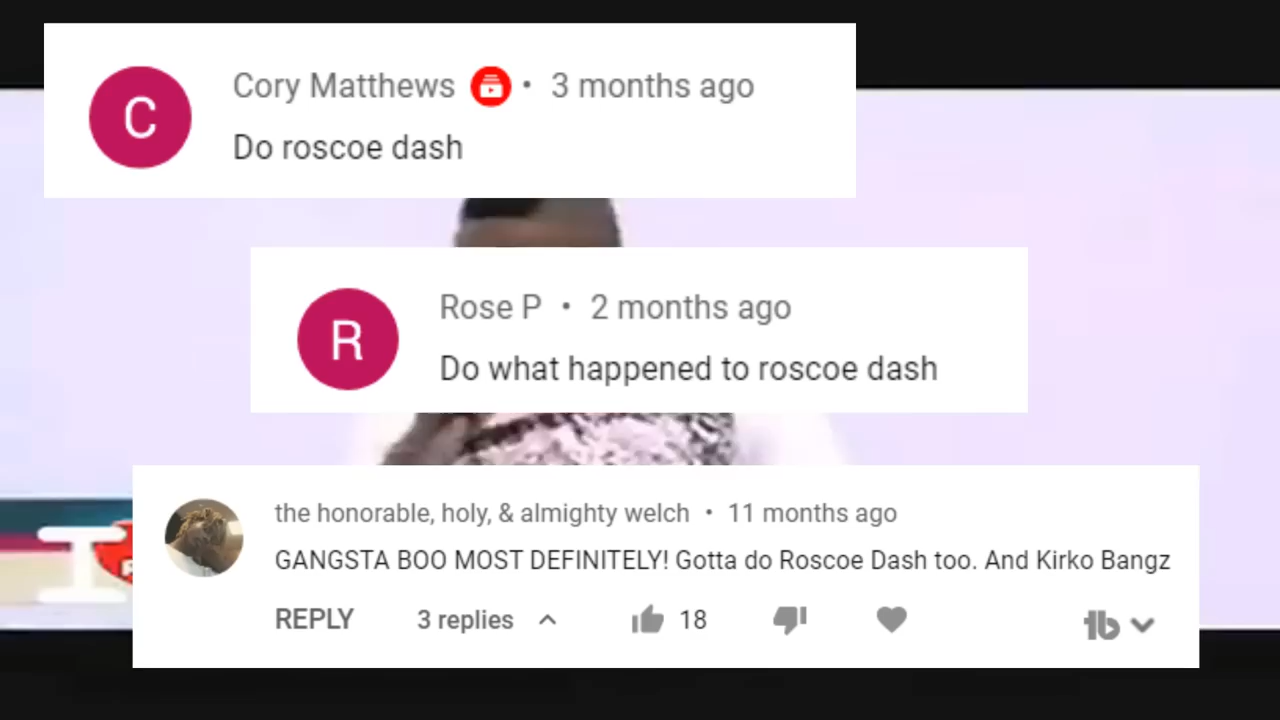 C
Cory Matthews • 3 months ago
Do roscoe dash
R
Rose P • 2 months ago
Do what happened to roscoe dash
the honorable, holy, & almighty welch • 11 months ago
GANGSTA BOO MOST DEFINITELY! Gotta do Roscoe Dash too. And Kirko Bangz
REPLY 3 replies 18
tb
I